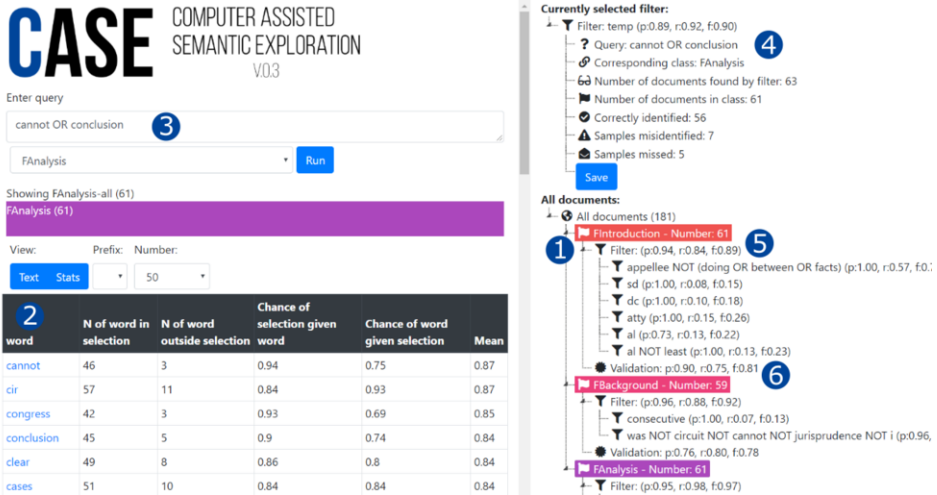 CASE COMPUTER ASSISTED
SEMANTIC EXPLORATION
V.0.3
Enter query
cannot OR conclusion
3
FAnalysis
Run
Showing FAnalysis-all (61)
FAnalysis (61)
View: Prefix: Number:
Text Stats 50
2
word N of word in selection N of word outside selection Chance of selection given word Chance of word given selection Mean
cannot 46 3 0.94 0.75 0.87
cir 57 11 0.84 0.93 0.87
congress 42 3 0.93 0.69 0.85
conclusion 45 5 0.9 0.74 0.84
clear 49 8 0.86 0.8 0.84
cases 51 10 0.84 0.84 0.84
Currently selected filter:
Filter: temp (p:0.89, r:0.92, f:0.90)
? Query: cannot OR conclusion
4
Corresponding class: FAnalysis
Number of documents found by filter: 63
Number of documents in class: 61
Correctly identified: 56
Samples misidentified: 7
Samples missed: 5
Save
All documents:
All documents (181)
1
FIntroduction - Number: 61
Filter: (p:0.94, r:0.84, f:0.89)
5
appellee NOT (doing OR between OR facts) (p:1.00, r:0.57, f:0.7
sd (p:1.00, r:0.08, f:0.15)
dc (p:1.00, r:0.10, f:0.18)
atty (p:1.00, r:0.15, f:0.26)
al (p:0.73, r:0.13, f:0.22)
al NOT least (p:1.00, r:0.13, f:0.23)
Validation: p:0.90, r:0.75, f:0.81
6
FBackground - Number: 59
Filter: (p:0.96, r:0.88, f:0.92)
consecutive (p:1.00, r:0.07, f:0.13)
was NOT circuit NOT cannot NOT jurisprudence NOT i (p:0.96,
Validation: p:0.76, r:0.80, f:0.78
FAnalysis - Number: 61
Filter: (p:0.95, r:0.98, f:0.97)